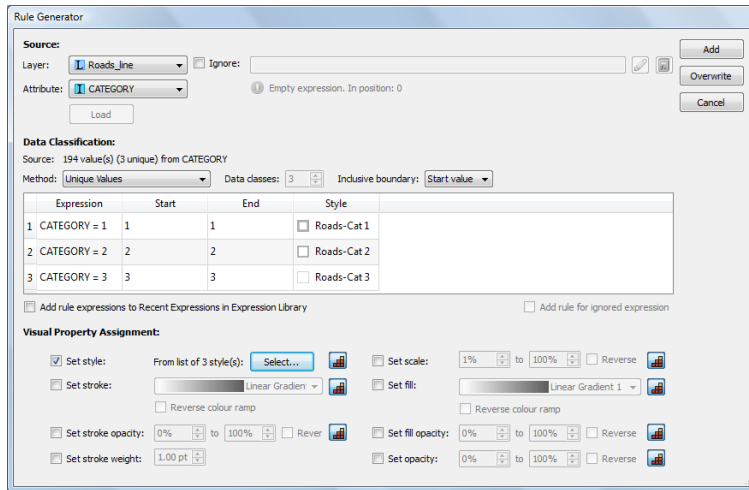 Rule Generator
Source:
Layer: L Roads_line Ignore:
Attribute: I CATEGORY Empty expression. In position: 0
Load
Add
Overwrite
Cancel
Data Classification:
Source: 194 value(s) (3 unique) from CATEGORY
Method: Unique Values Data classes: 3 Inclusive boundary: Start value
Expression Start End Style
1 CATEGORY = 1 1 1 Roads-Cat 1
2 CATEGORY = 2 2 2 Roads-Cat 2
3 CATEGORY = 3 3 3 Roads-Cat 3
Add rule expressions to Recent Expressions in Expression Library Add rule for ignored expression
Visual Property Assignment:
Set style: From list of 3 style(s): Select... Set scale: 1% to 100% Reverse
Set stroke: Linear Gradien Set fill: Linear Gradient 1
Reverse colour ramp Reverse colour ramp
Set stroke opacity: 0% to 100% Rever Set fill opacity: 0% to 100% Reverse
Set stroke weight: 1.00 pt Set opacity: 0% to 100% Reverse